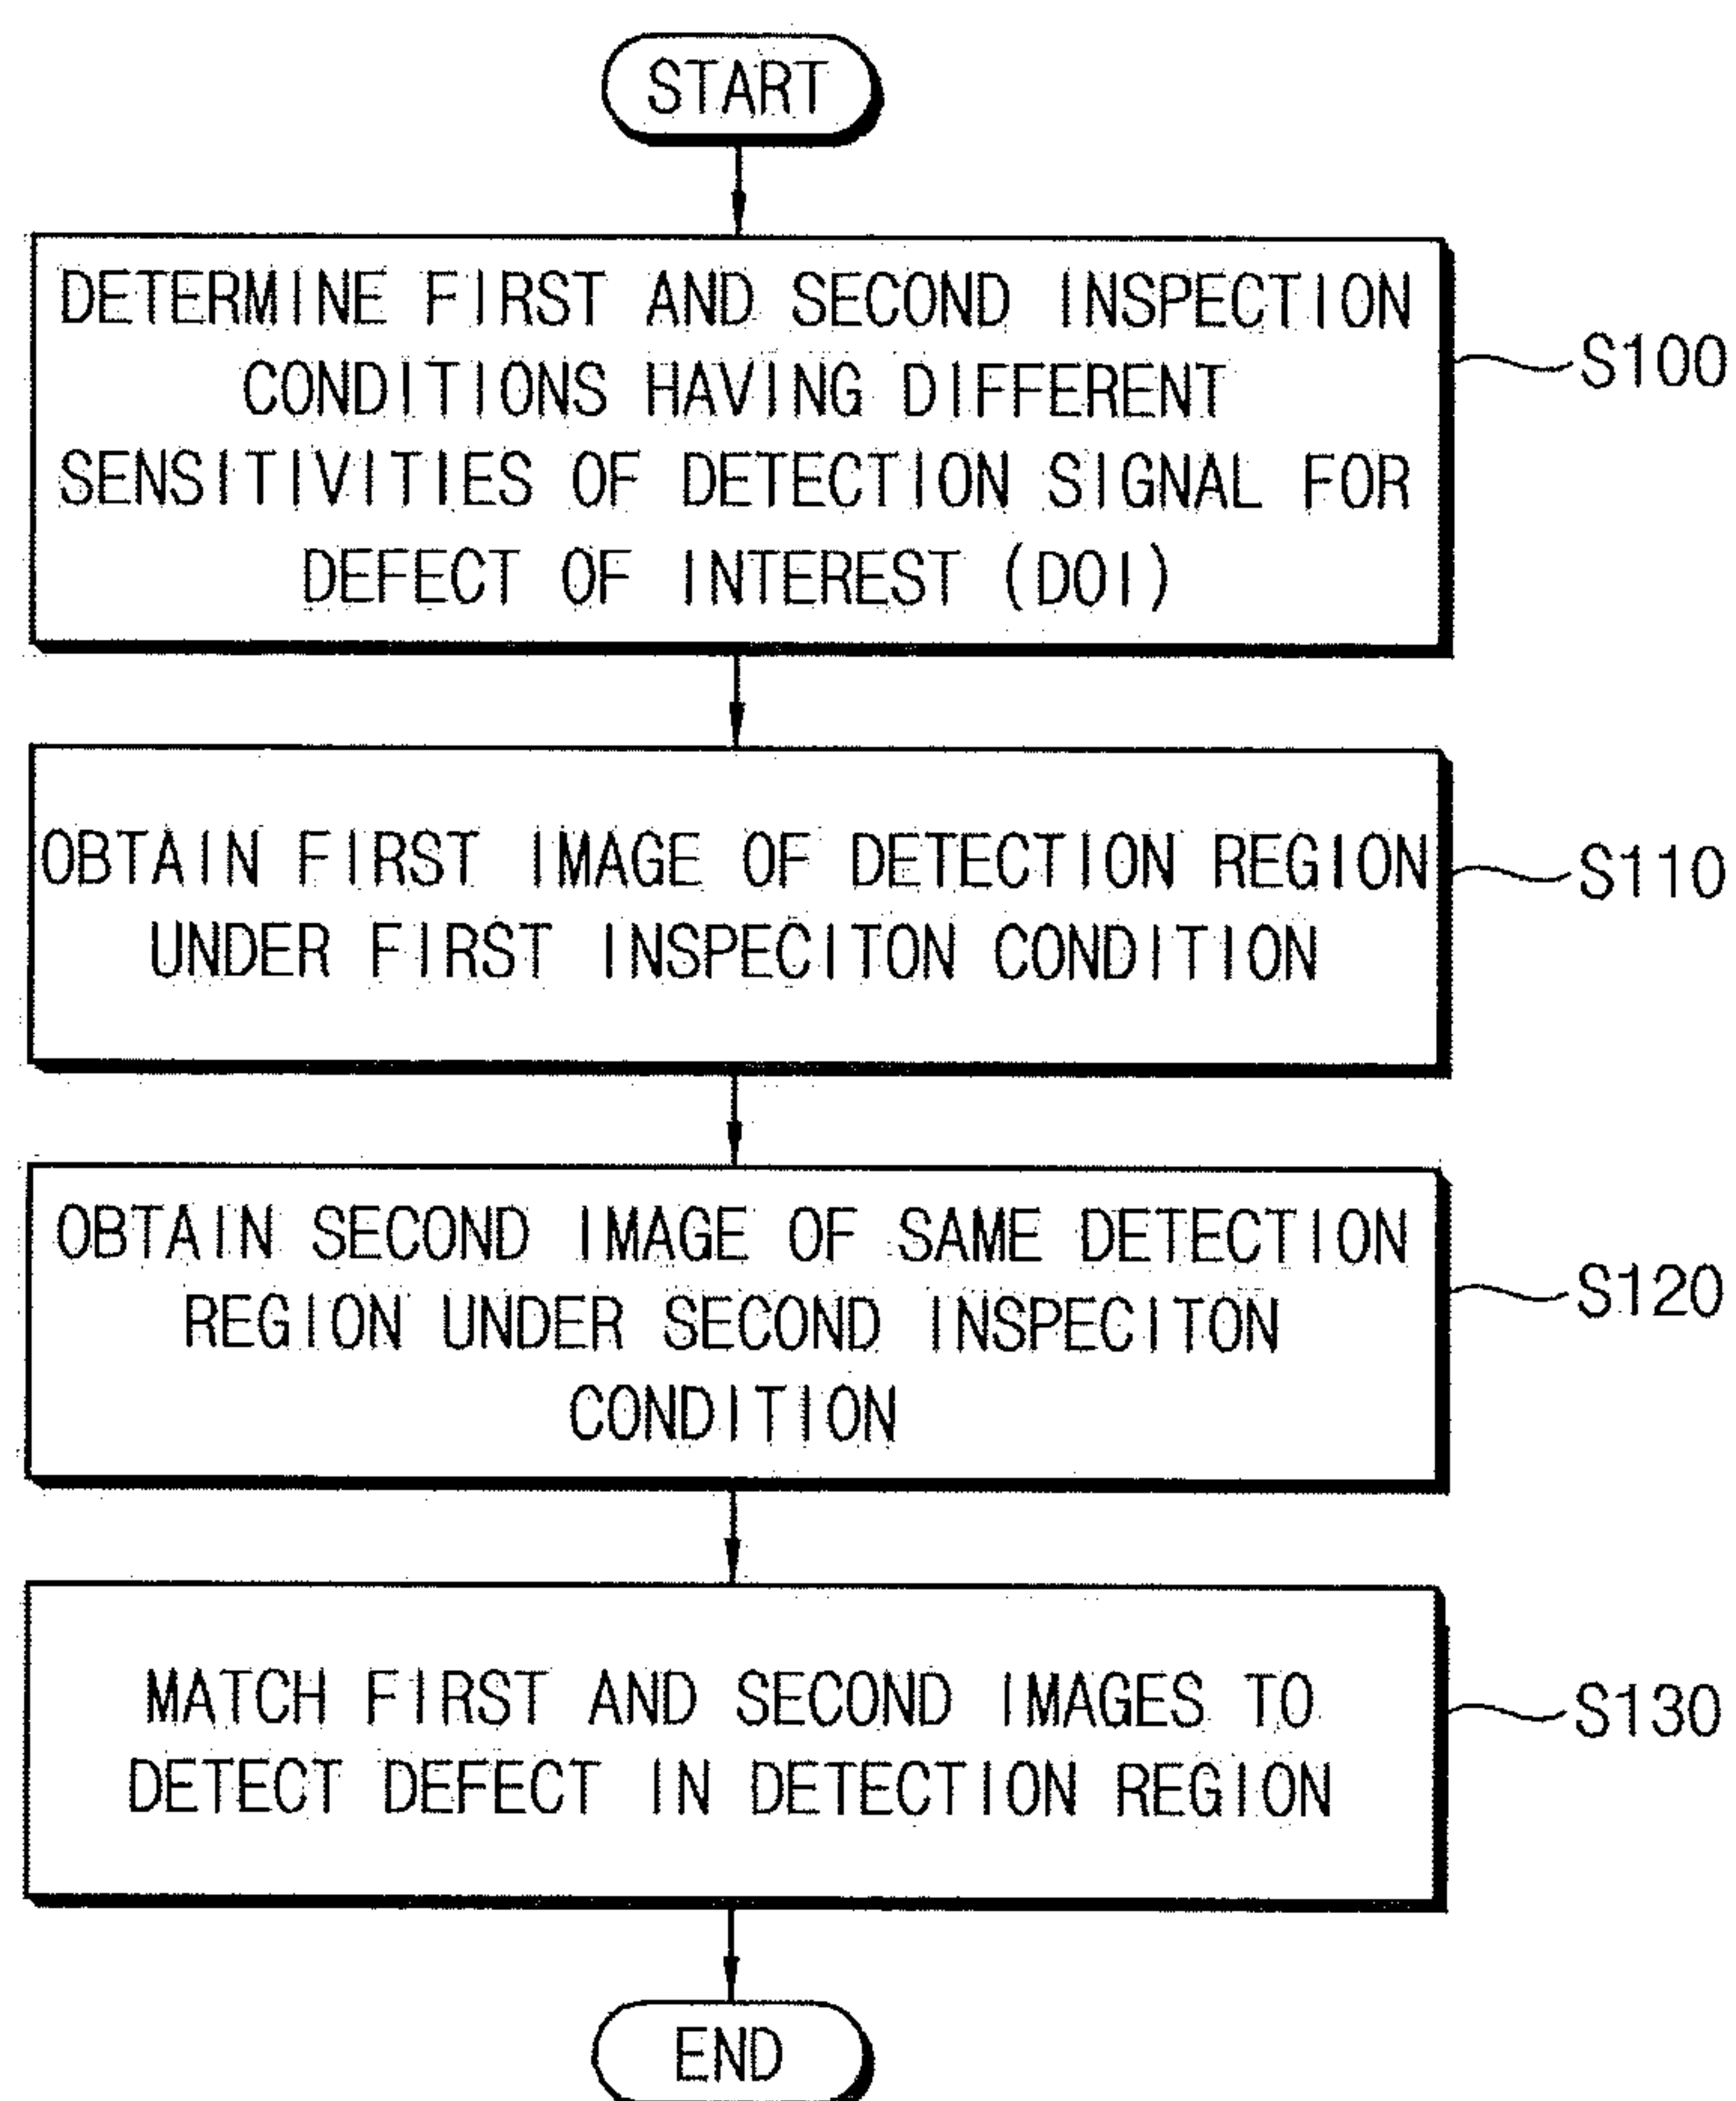 START
DETERMINE FIRST AND SECOND INSPECTION
CONDITIONS HAVING DIFFERENT
SENSITIVITIES OF DETECTION SIGNAL FOR
DEFECT OF INTEREST (DOI)
S100
OBTAIN FIRST IMAGE OF DETECTION REGION
UNDER FIRST INSPECITON CONDITION
S110
OBTAIN SECOND IMAGE OF SAME DETECTION
REGION UNDER SECOND INSPECITON
CONDITION
S120
MATCH FIRST AND SECOND IMAGES TO
DETECT DEFECT IN DETECTION REGION
S130
END